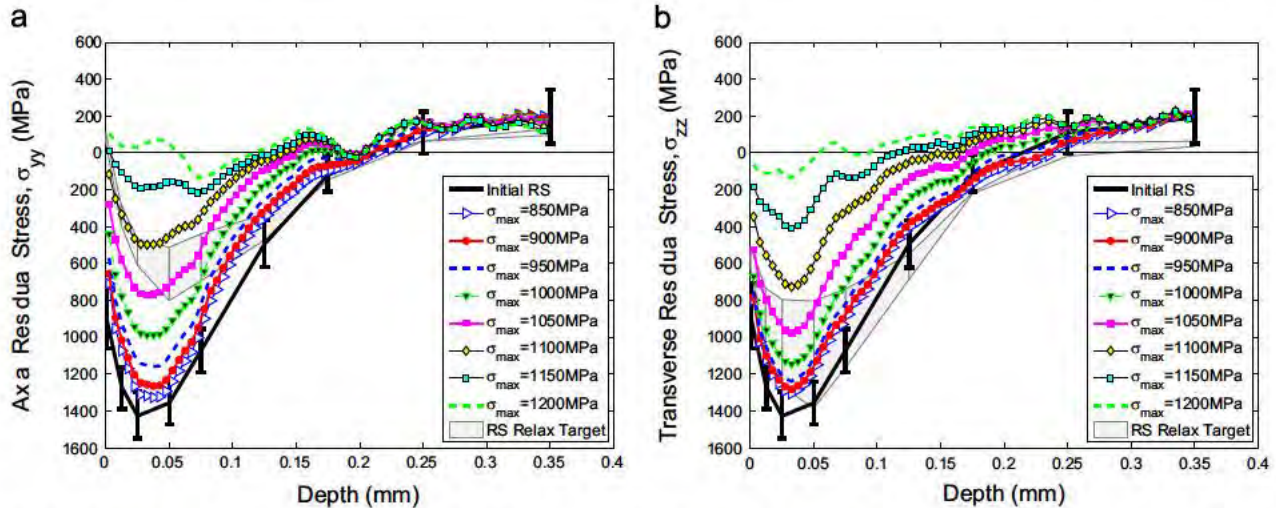 a
Ax a Res dua Stress, σyy (MPa)
600
400
200
0
200
400
600
800
1000
1200
1400
1600
0
0.05
0.1
0.15
0.2
0.25
0.3
0.35
0.4
Depth (mm)
Initial RS
σmax=850MPa
σmax=900MPa
σmax=950MPa
σmax=1000MPa
σmax=1050MPa
σmax=1100MPa
σmax=1150MPa
σmax=1200MPa
RS Relax Target
b
Transverse Res dua Stress, σzz (MPa)
600
400
200
0
200
400
600
800
1000
1200
1400
1600
0
0.05
0.1
0.15
0.2
0.25
0.3
0.35
0.4
Depth (mm)
Initial RS
σmax=850MPa
σmax=900MPa
σmax=950MPa
σmax=1000MPa
σmax=1050MPa
σmax=1100MPa
σmax=1150MPa
σmax=1200MPa
RS Relax Target